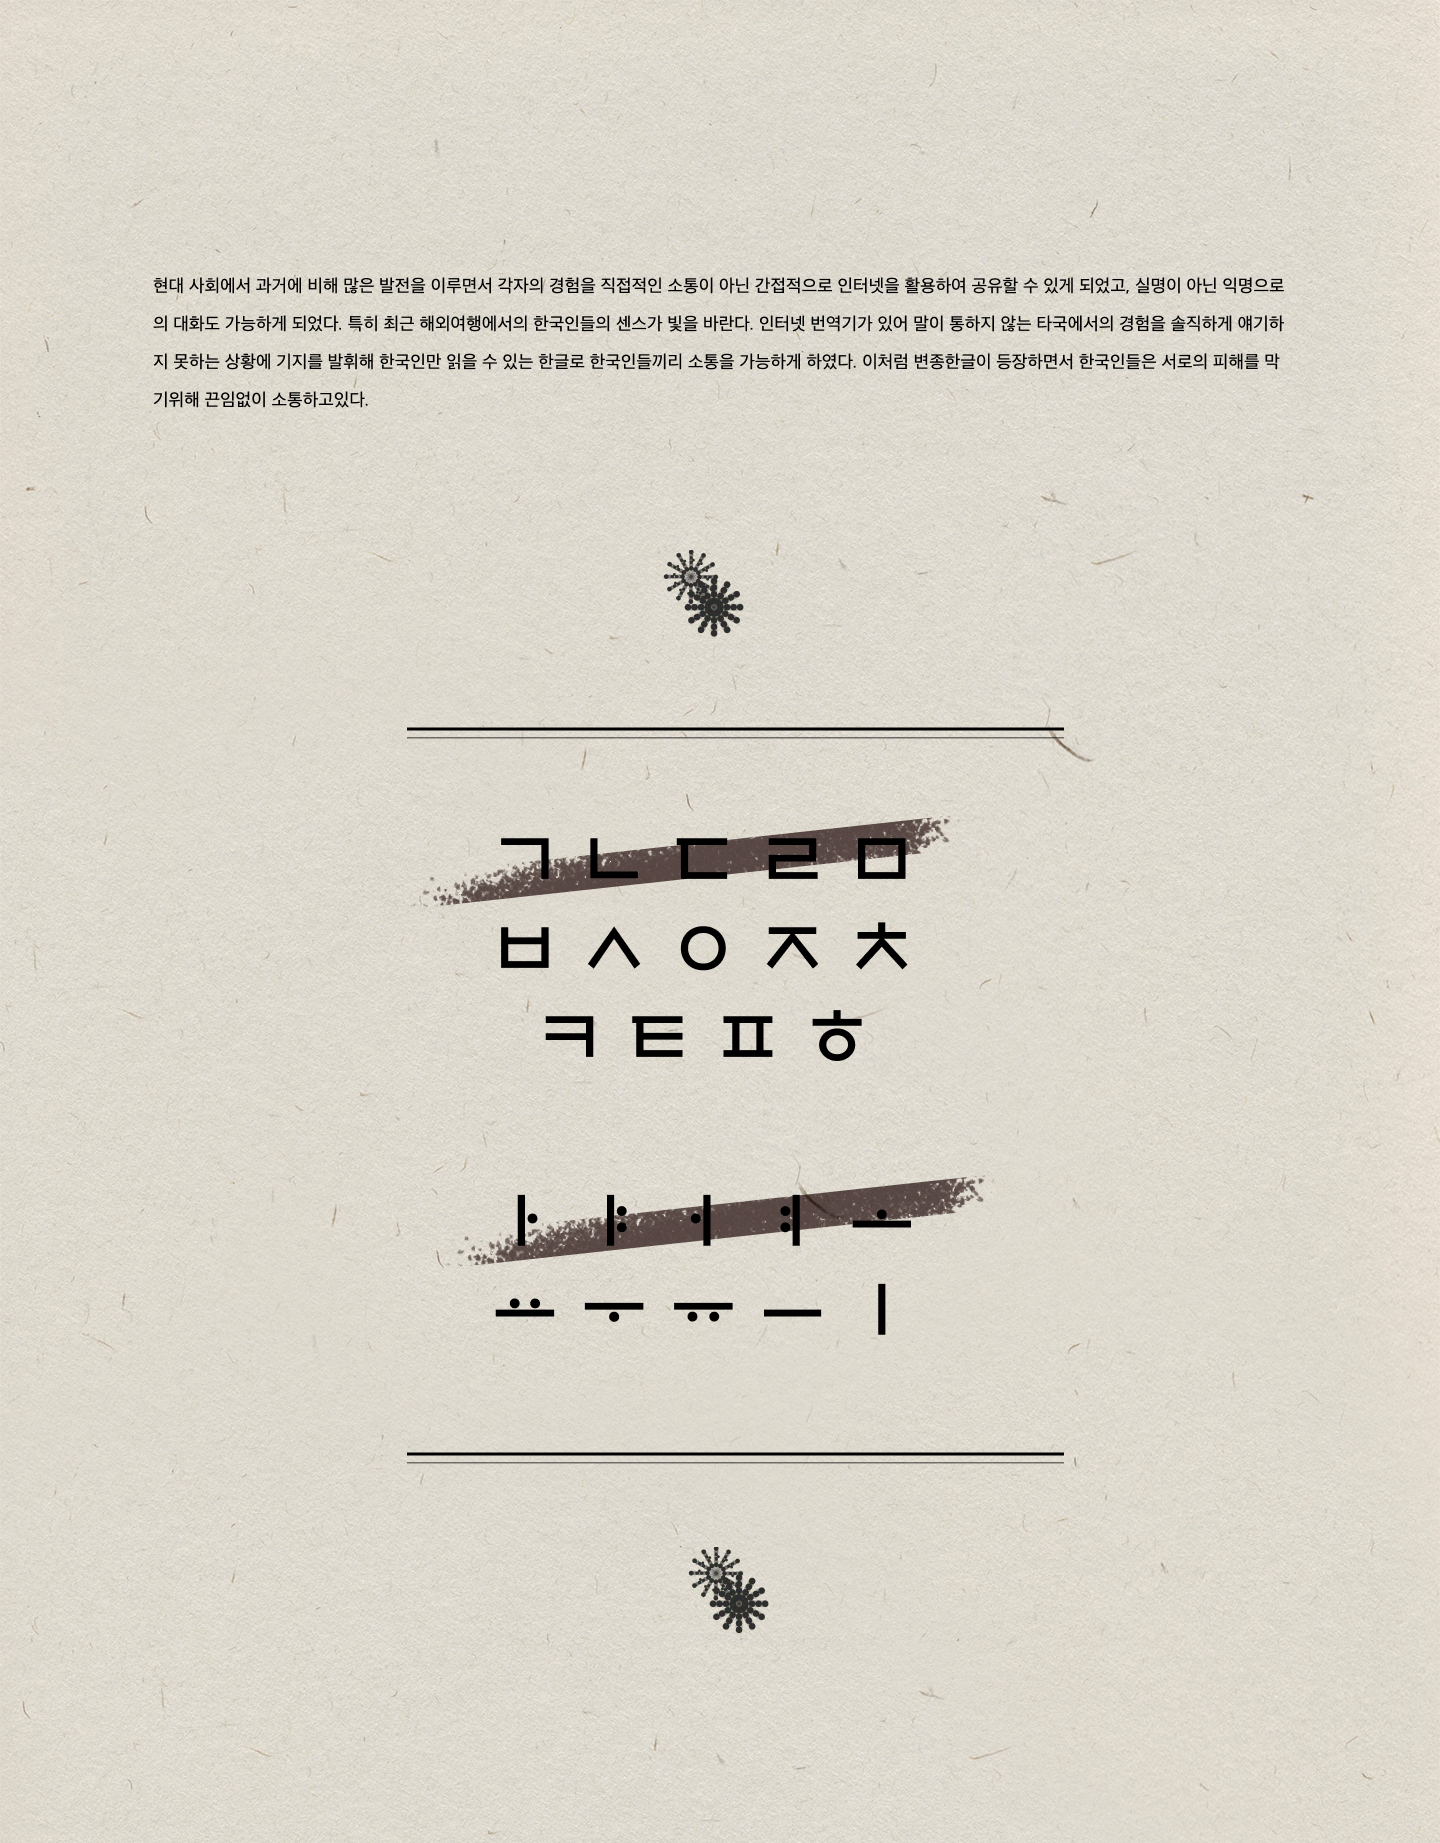 현대 사회에서 과거에 비해 많은 발전을 이루면서 각자의 경험을 직접적인 소통이 아닌 간접적으로 인터넷을 활용하여 공유할 수 있게 되었고, 실명이 아닌 익명으로
의 대화도 가능하게 되었다. 특히 최근 해외여행에서의 한국인들의 센스가 빛을 바란다. 인터넷 번역기가 있어 말이 통하지 않는 타국에서의 경험을 솔직하게 얘기하
지 못하는 상황에 기지를 발휘해 한국인만 읽을 수 있는 한글로 한국인들끼리 소통을 가능하게 하였다. 이처럼 변종한글이 등장하면서 한국인들은 서로의 피해를 막
기위해 끈임없이 소통하고있다.
ㄱ ㄴ ㄷ ㄹ ㅁ
ㅂ ㅅ ㅇ ㅈ ㅊ
ㅋ ㅌ ㅍ ㅎ
ㅏ ㅑ ㅓ ㅕ ㅗ
ㅛ ㅜ ㅠ ㅡ ㅣ